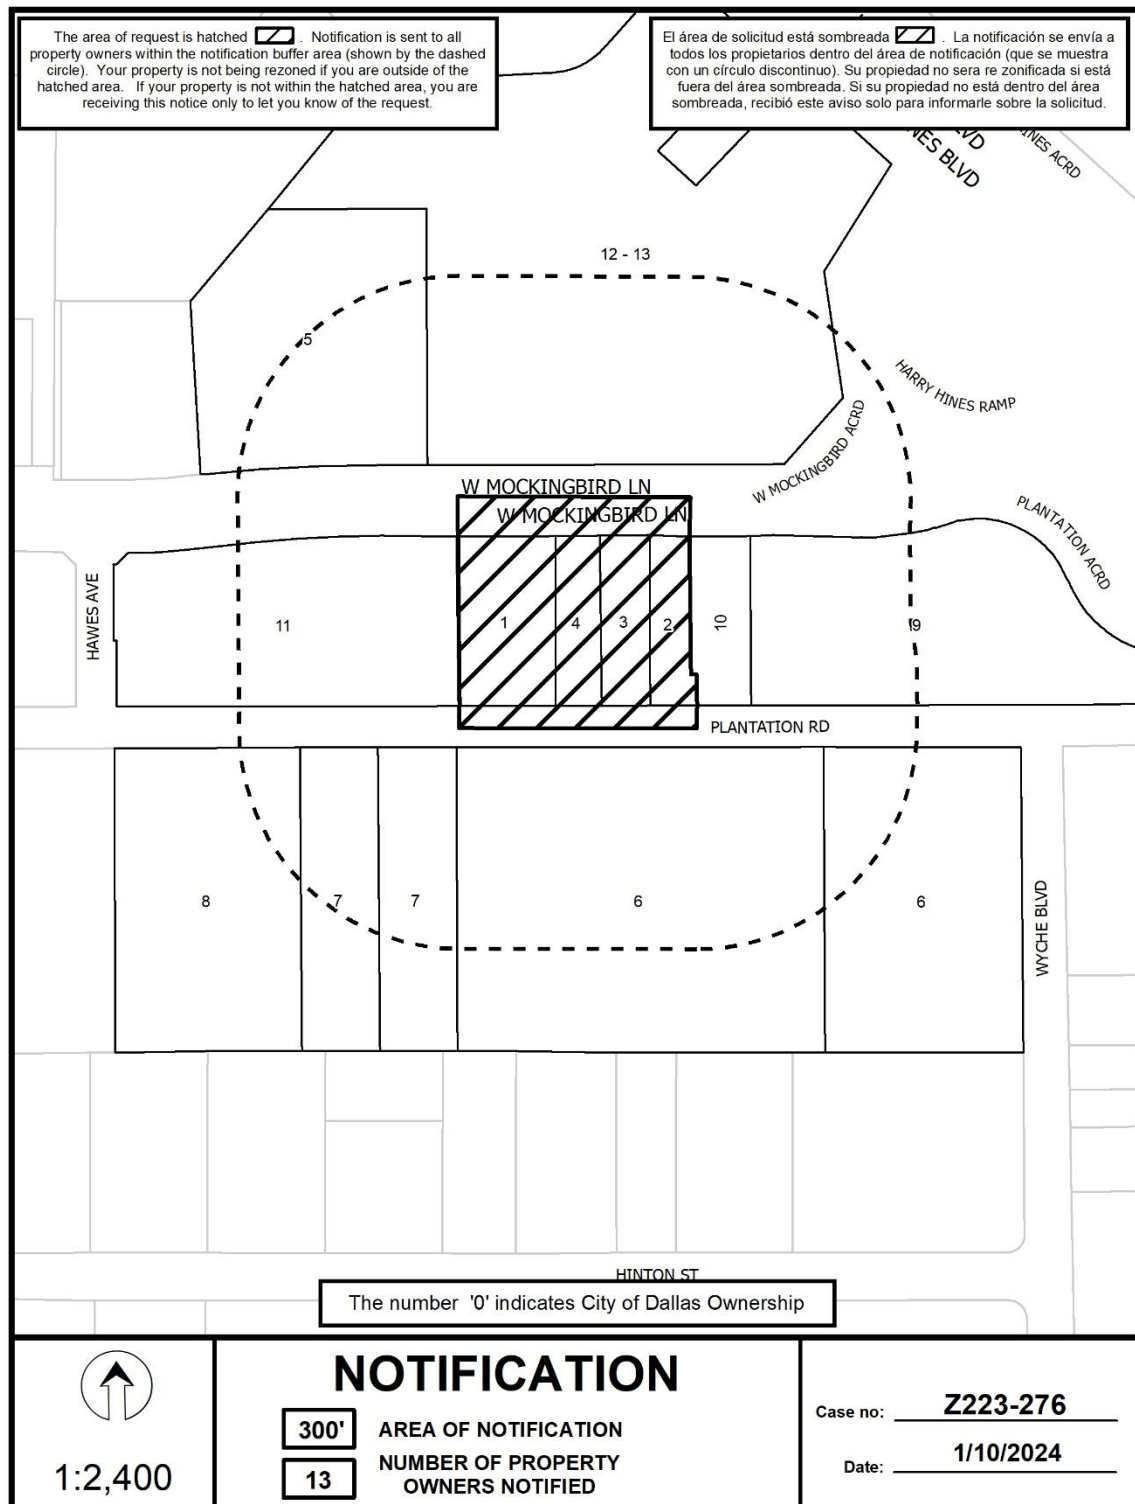 The area of request is hatched . Notification is sent to all
property owners within the notification buffer area (shown by the dashed
circle). Your property is not being rezoned if you are outside of the
hatched area. If your property is not within the hatched area, you are
receiving this notice only to let you know of the request.
El área de solicitud está sombreada . La notificación se envía a
todos los propietarios dentro del área de notificación (que se muestra
con un círculo discontinuo). Su propiedad no sera re zonificada si está
fuera del área sombreada. Si su propiedad no está dentro del área
sombreada, recibió este aviso solo para informarle sobre la solicitud.
VD
NES BLVD
INES ACRD
12 - 13
5
HARRY HINES RAMP
W MOCKINGBIRD ACRD
W MOCKINGBIRD LN
W MOCKINGBIRD LN
PLANTATION ACRD
HAWES AVE
11
1
4
3
2
10
9
PLANTATION RD
8
7
7
6
6
WYCHE BLVD
HINTON ST
The number '0' indicates City of Dallas Ownership
1:2,400
NOTIFICATION
300' AREA OF NOTIFICATION
13 NUMBER OF PROPERTY
OWNERS NOTIFIED
Case no: Z223-276
Date: 1/10/2024